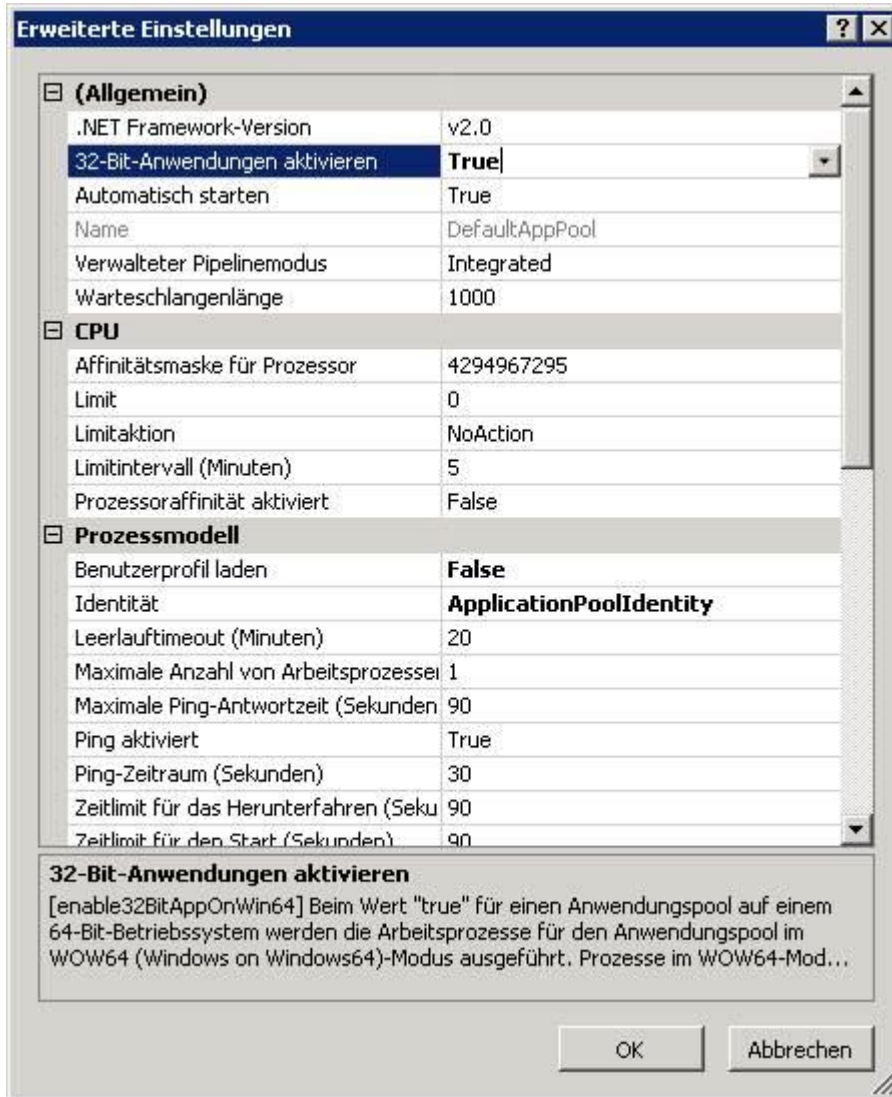 Erweiterte Einstellungen
(Allgemein)
.NET Framework-Version v2.0
32-Bit-Anwendungen aktivieren True
Automatisch starten True
Name DefaultAppPool
Verwalteter Pipelinemodus Integrated
Warteschlangenlänge 1000
CPU
Affinitätsmaske für Prozessor 4294967295
Limit 0
Limitaktion NoAction
Limitintervall (Minuten) 5
Prozessoraffinität aktiviert False
Prozessmodell
Benutzerprofil laden False
Identität ApplicationPoolIdentity
Leerlauftimeout (Minuten) 20
Maximale Anzahl von Arbeitsprozesser 1
Maximale Ping-Antwortzeit (Sekunden 90
Ping aktiviert True
Ping-Zeitraum (Sekunden) 30
Zeitlimit für das Herunterfahren (Seku 90
Zeitlimit für den Start (Sekunden) 90
32-Bit-Anwendungen aktivieren
[enable32BitAppOnWin64] Beim Wert "true" für einen Anwendungspool auf einem
64-Bit-Betriebssystem werden die Arbeitsprozesse für den Anwendungspool im
WOW64 (Windows on Windows64)-Modus ausgeführt. Prozesse im WOW64-Mod...
OK Abbrechen